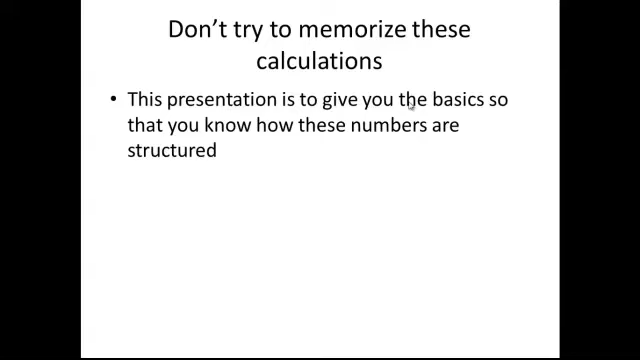 Don't try to memorize these
calculations
• This presentation is to give you the basics so
that you know how these numbers are
structured